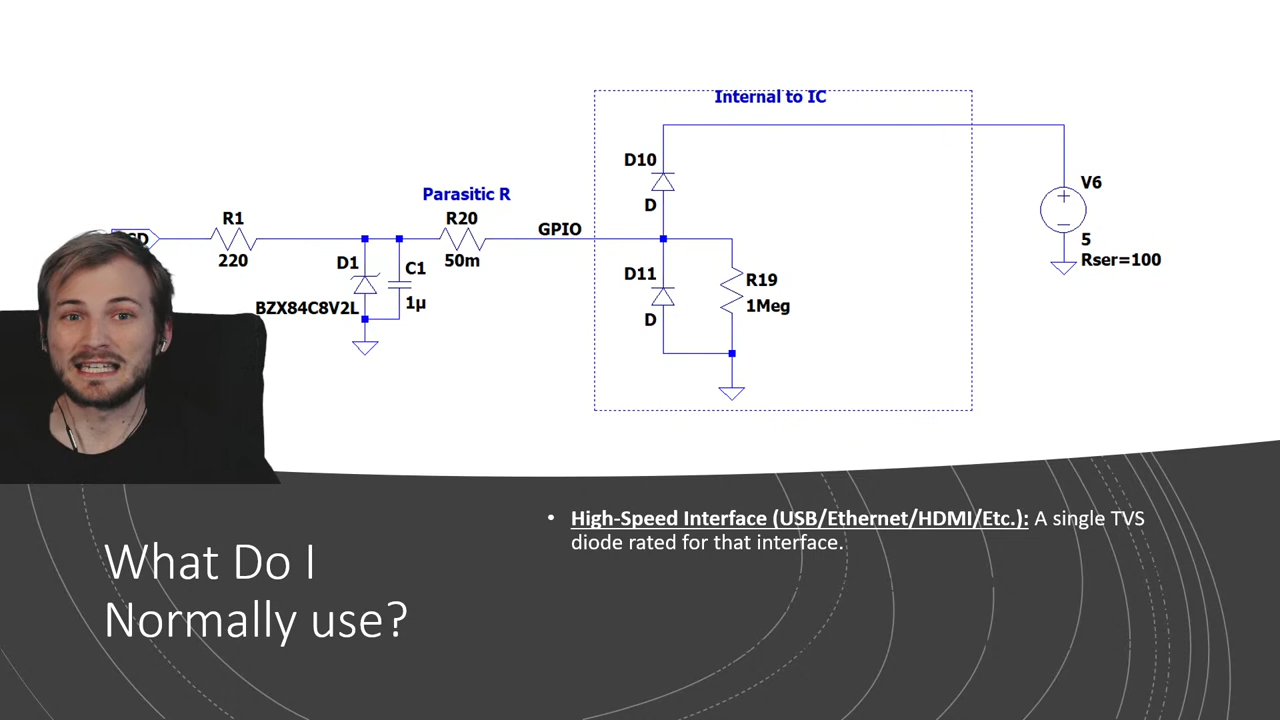 Internal to IC
D10
D
V6
5
Rser=100
Parasitic R
R1
220
R20
50m
GPIO
D1
BZX84C8V2L
C1
1µ
D11
D
R19
1Meg
What Do I
Normally use?
• High-Speed Interface (USB/Ethernet/HDMI/Etc.): A single TVS
diode rated for that interface.